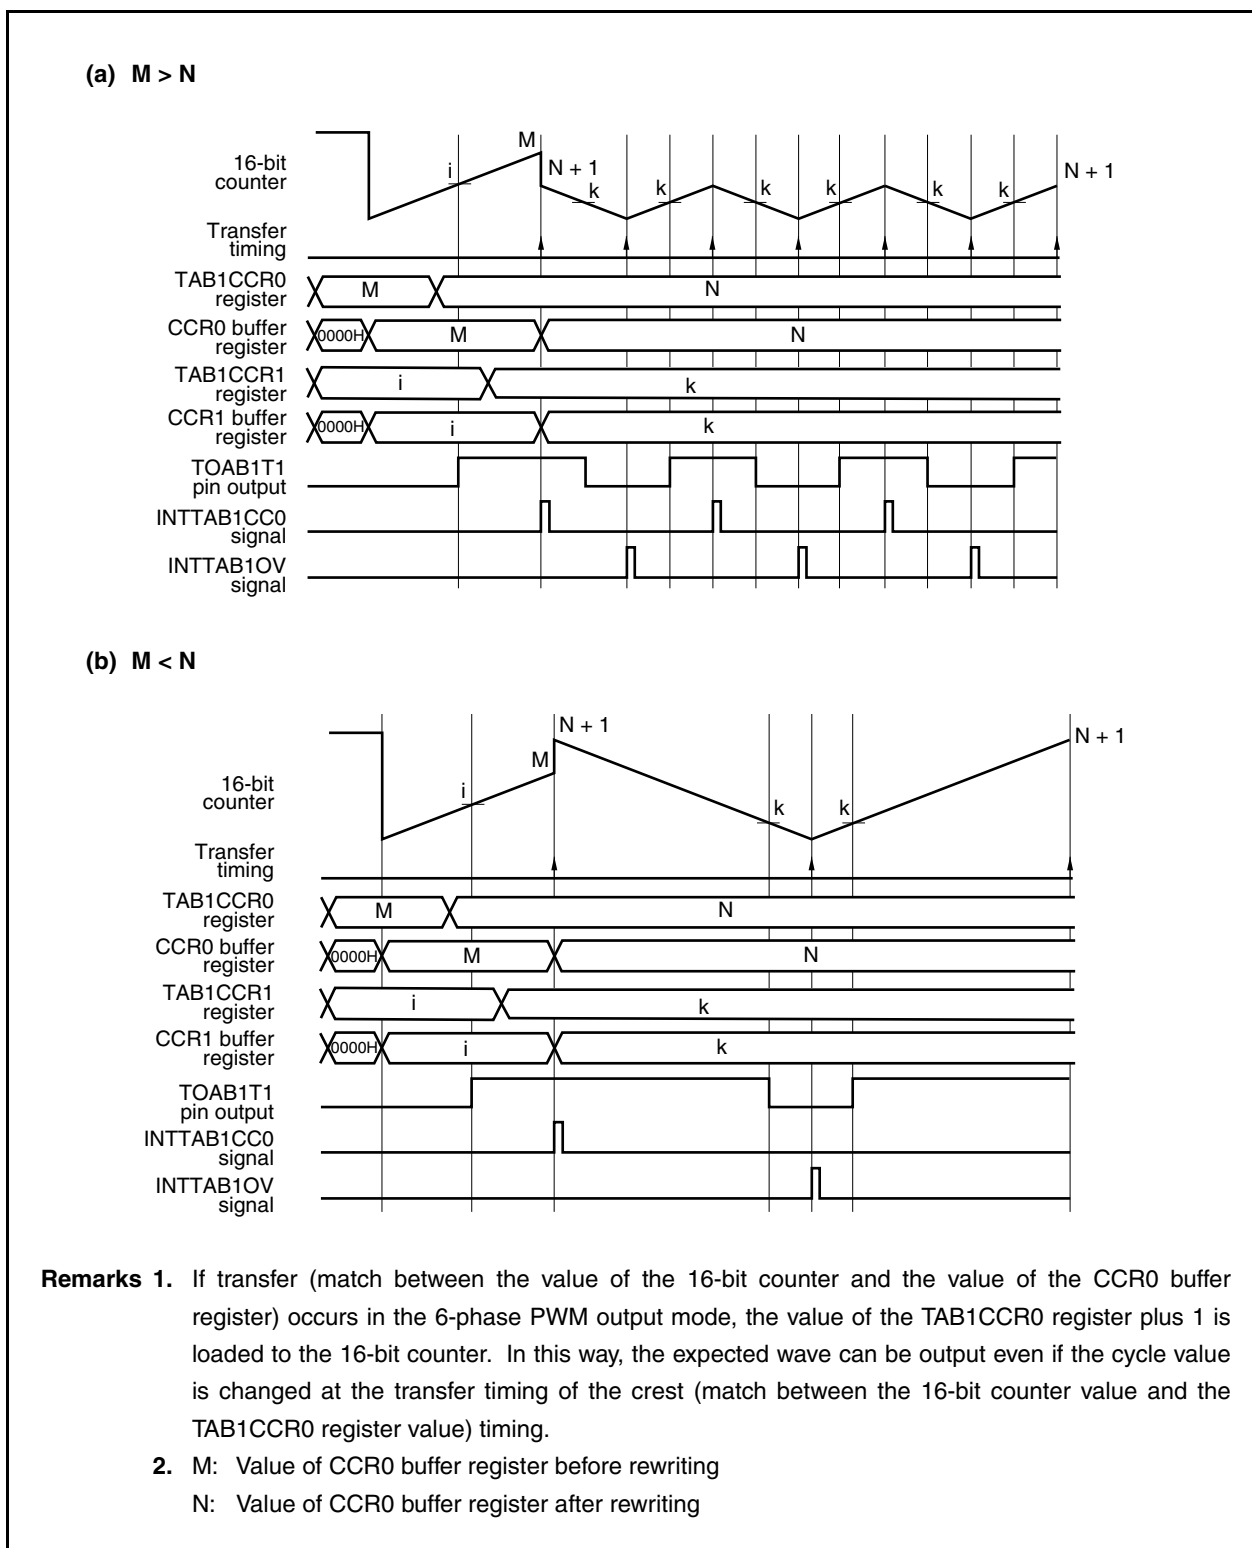 (a) M > N
M
16-bit
counter
i
N + 1
k
k
k
k
k
k
N + 1
Transfer
timing
TAB1CCR0
register
M
N
CCR0 buffer
register
0000H
M
N
TAB1CCR1
register
i
k
CCR1 buffer
register
0000H
i
k
TOAB1T1
pin output
INTTAB1CC0
signal
INTTAB1OV
signal
(b) M < N
N + 1
N + 1
M
16-bit
counter
i
k
k
Transfer
timing
TAB1CCR0
register
M
N
CCR0 buffer
register
0000H
M
N
TAB1CCR1
register
i
k
CCR1 buffer
register
0000H
i
k
TOAB1T1
pin output
INTTAB1CC0
signal
INTTAB1OV
signal
Remarks 1. If transfer (match between the value of the 16-bit counter and the value of the CCR0 buffer
register) occurs in the 6-phase PWM output mode, the value of the TAB1CCR0 register plus 1 is
loaded to the 16-bit counter. In this way, the expected wave can be output even if the cycle value
is changed at the transfer timing of the crest (match between the 16-bit counter value and the
TAB1CCR0 register value) timing.
2. M: Value of CCR0 buffer register before rewriting
N: Value of CCR0 buffer register after rewriting